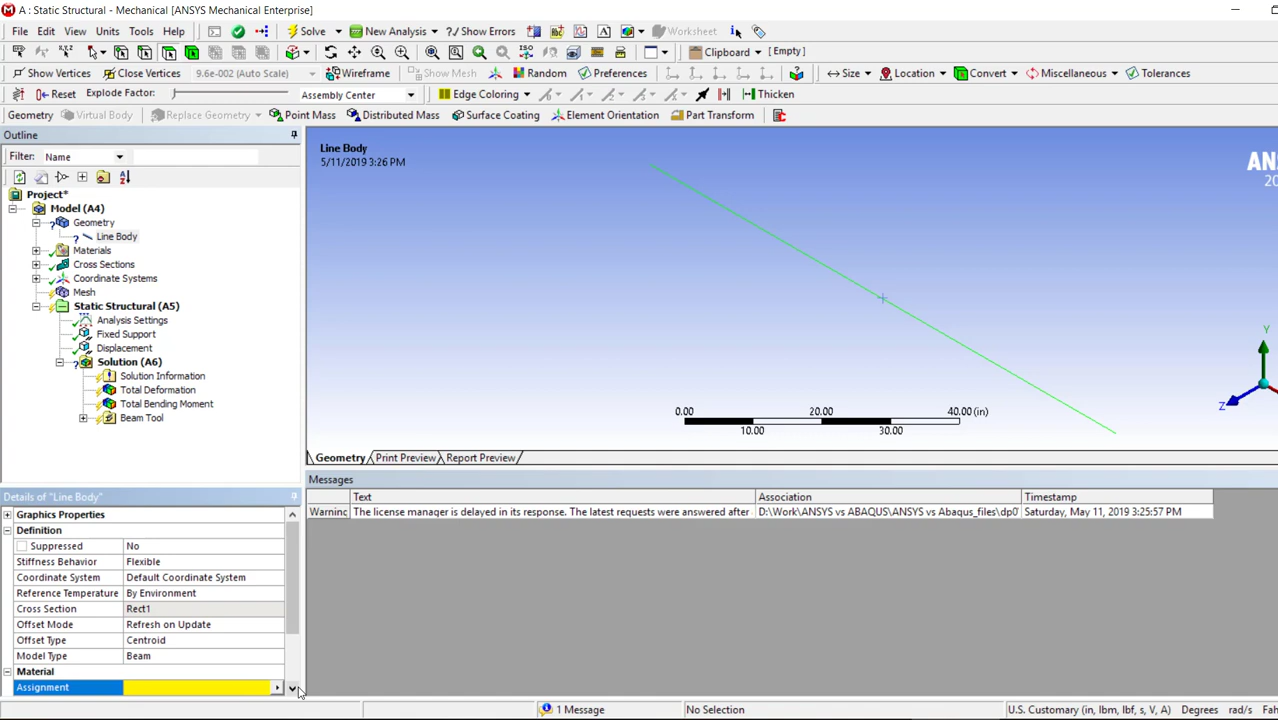 A : Static Structural - Mechanical [ANSYS Mechanical Enterprise]
File Edit View Units Tools Help Solve New Analysis Show Errors Worksheet
Clipboard [Empty]
Show Vertices Close Vertices 9.6e-002 (Auto Scale) Wireframe Show Mesh Random Preferences Size Location Convert Miscellaneous Tolerances
Reset Explode Factor: Assembly Center Edge Coloring Thicken
Geometry Virtual Body Replace Geometry Point Mass Distributed Mass Surface Coating Element Orientation Part Transform
Outline
Filter: Name
Project*
Model (A4)
Geometry
Line Body
Materials
Cross Sections
Coordinate Systems
Mesh
Static Structural (A5)
Analysis Settings
Fixed Support
Displacement
Solution (A6)
Solution Information
Total Deformation
Total Bending Moment
Beam Tool
Line Body
5/11/2019 3:26 PM
AN
20
Y
Z
0.00 20.00 40.00 (in)
10.00 30.00
Geometry Print Preview Report Preview
Details of "Line Body"
Graphics Properties
Definition
Suppressed No
Stiffness Behavior Flexible
Coordinate System Default Coordinate System
Reference Temperature By Environment
Cross Section Rect1
Offset Mode Refresh on Update
Offset Type Centroid
Model Type Beam
Material
Assignment
Messages
Text Association Timestamp
Warninc The license manager is delayed in its response. The latest requests were answered after D:\Work\ANSYS vs ABAQUS\ANSYS vs Abaqus_files\dp0 Saturday, May 11, 2019 3:25:57 PM
1 Message No Selection U.S. Customary (in, lbm, lbf, s, V, A) Degrees rad/s Fah